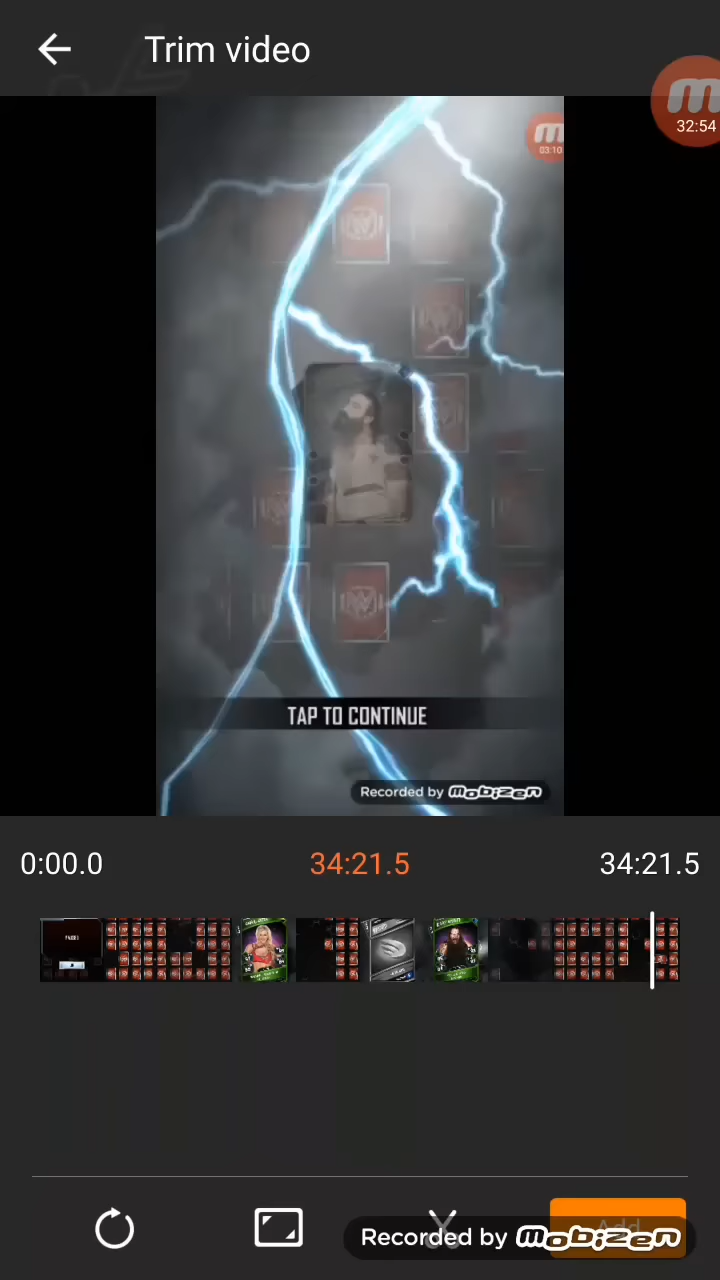 Trim video
32:54
03:10
TAP TO CONTINUE
Recorded by mobizen
0:00.0
34:21.5
34:21.5
Add
Recorded by mobizen